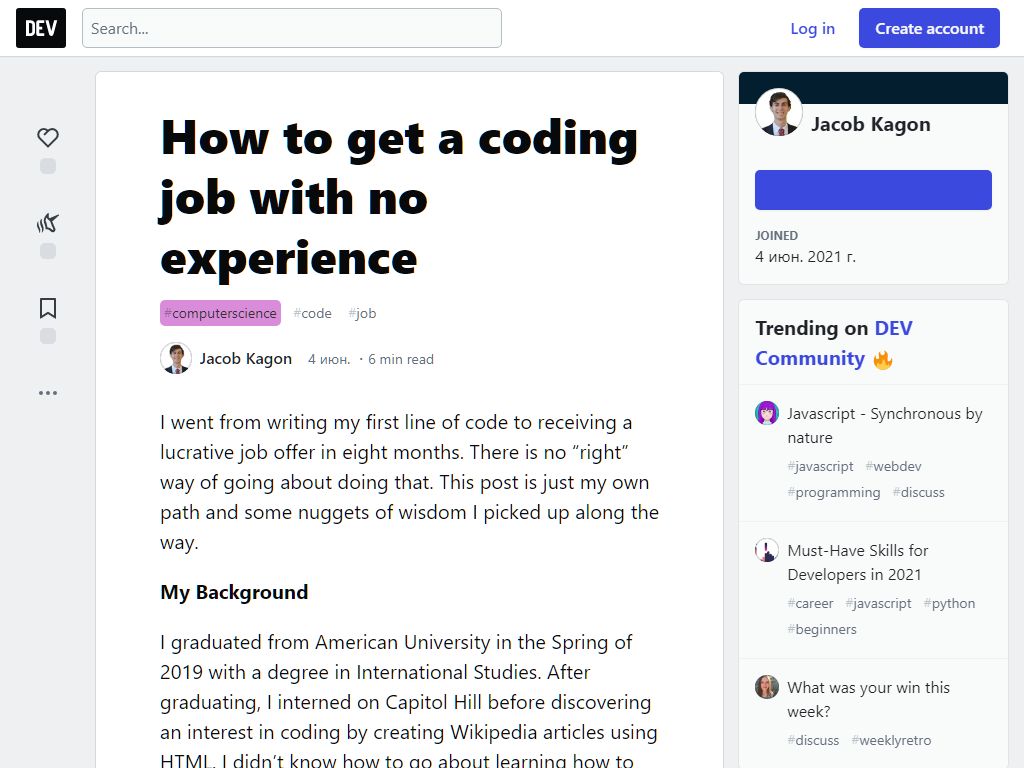 DEV
Search...
Log in
Create account
How to get a coding
job with no
experience
#computerscience #code #job
Jacob Kagon 4 июн. · 6 min read
I went from writing my first line of code to receiving a
lucrative job offer in eight months. There is no “right”
way of going about doing that. This post is just my own
path and some nuggets of wisdom I picked up along the
way.
My Background
I graduated from American University in the Spring of
2019 with a degree in International Studies. After
graduating, I interned on Capitol Hill before discovering
an interest in coding by creating Wikipedia articles using
HTML. I didn’t know how to go about learning how to
Jacob Kagon
JOINED
4 июн. 2021 г.
Trending on DEV
Community 🔥
Javascript - Synchronous by
nature
#javascript #webdev
#programming #discuss
Must-Have Skills for
Developers in 2021
#career #javascript #python
#beginners
What was your win this
week?
#discuss #weeklyretro